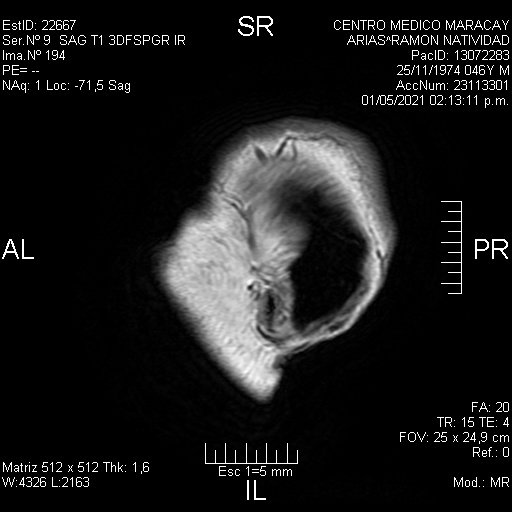 EstID: 22667
Ser.Nº 9 SAG T1 3DFSPGR IR
Ima.Nº 194
PE= --
NAq: 1 Loc: -71,5 Sag
SR
CENTRO MEDICO MARACAY
ARIAS^RAMON NATIVIDAD
PacID: 13072283
25/11/1974 046Y M
AccNum: 23113301
01/05/2021 02:13:11 p.m.
AL
PR
Matriz 512 x 512 Thk: 1,6
W:4326 L:2163
Esc 1=5 mm
IL
FA: 20
TR: 15 TE: 4
FOV: 25 x 24,9 cm
Ref.: 0
Mod.: MR